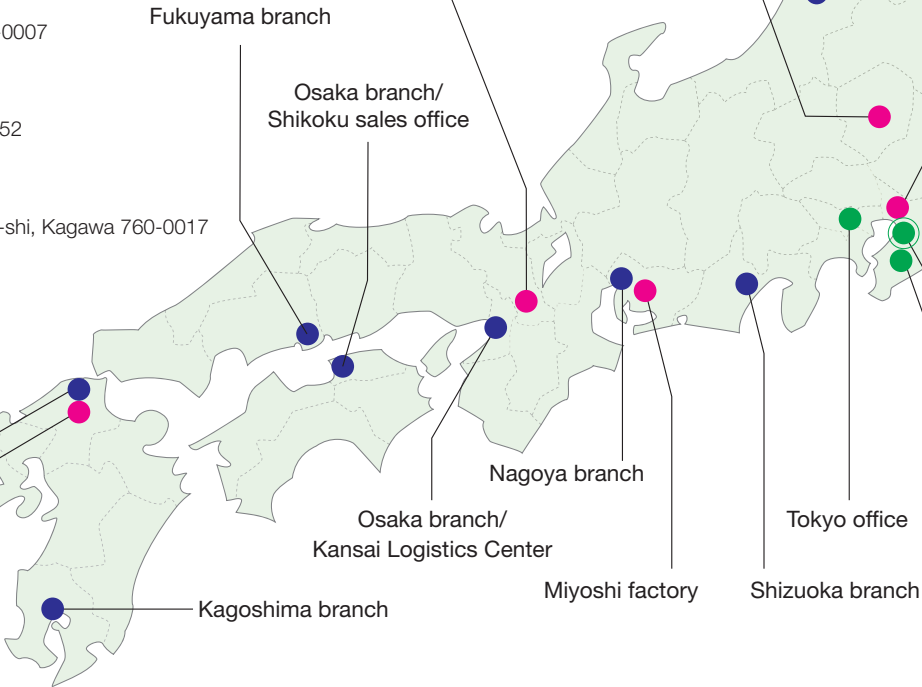 Fukuyama branch
-0007
Osaka branch/
Shikoku sales office
52
-shi, Kagawa 760-0017
Nagoya branch
Osaka branch/
Kansai Logistics Center
Tokyo office
Miyoshi factory
Shizuoka branch
Kagoshima branch